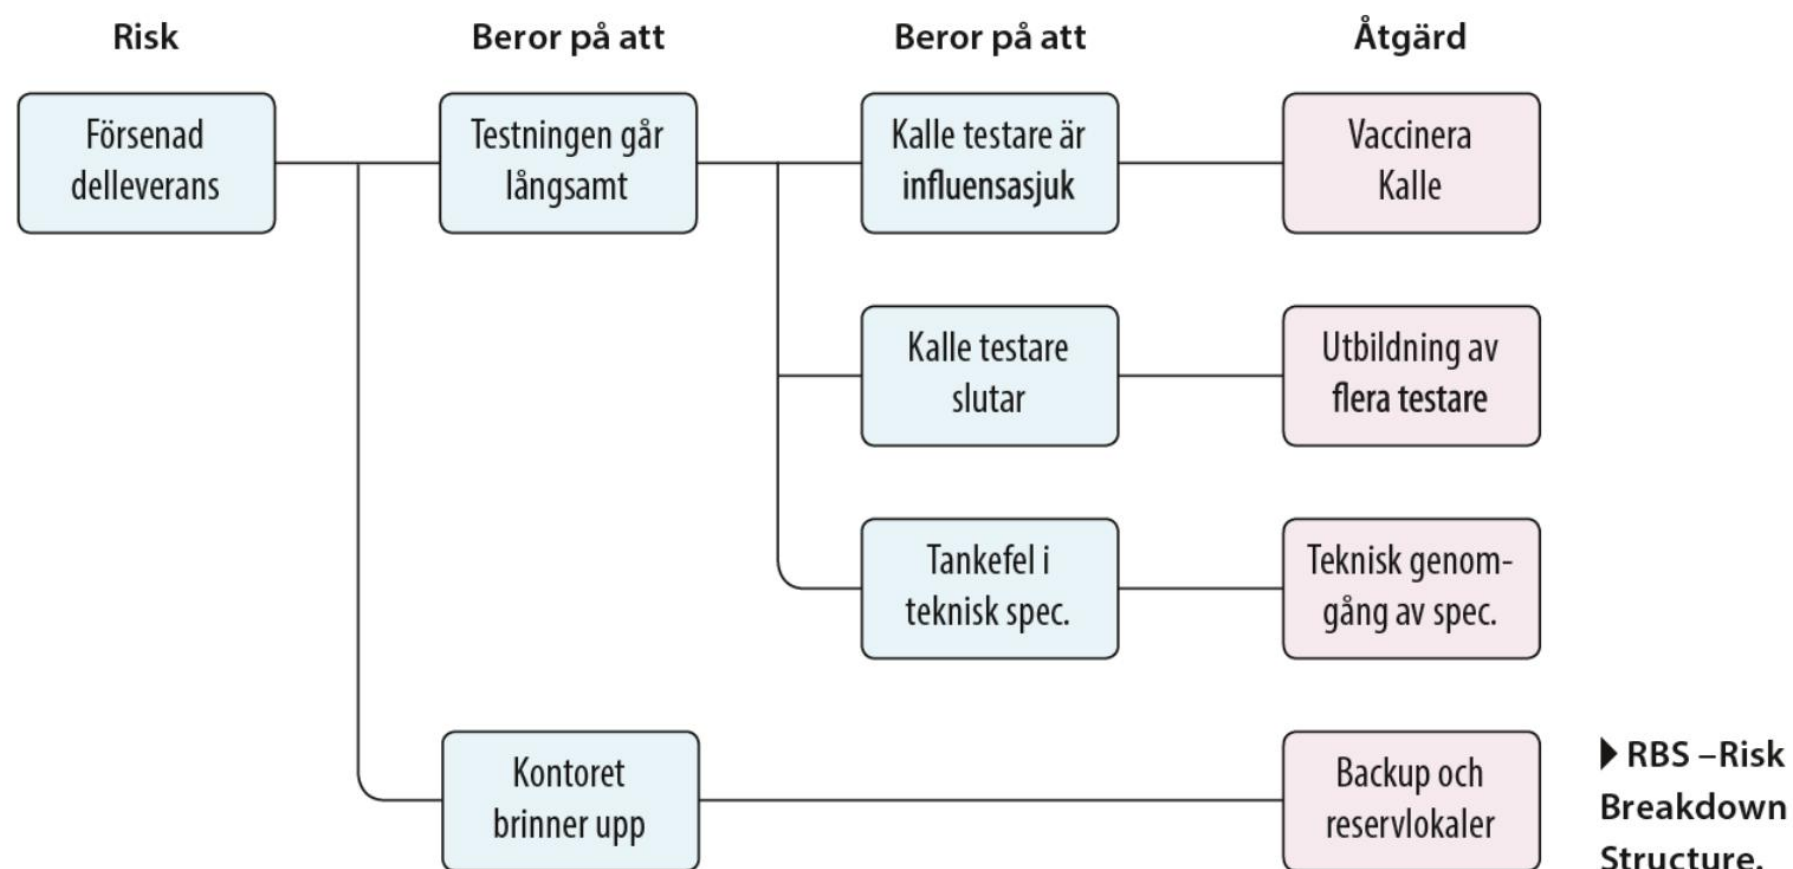 Risk
Beror på att
Beror på att
Åtgärd
Försenad
delleverans
Testningen går
långsamt
Kalle testare är
influensasjuk
Vaccinera
Kalle
Kalle testare
slutar
Utbildning av
flera testare
Tankefel i
teknisk spec.
Teknisk genom-
gång av spec.
Kontoret
brinner upp
Backup och
reservlokaler
RBS –Risk
Breakdown
Structure.